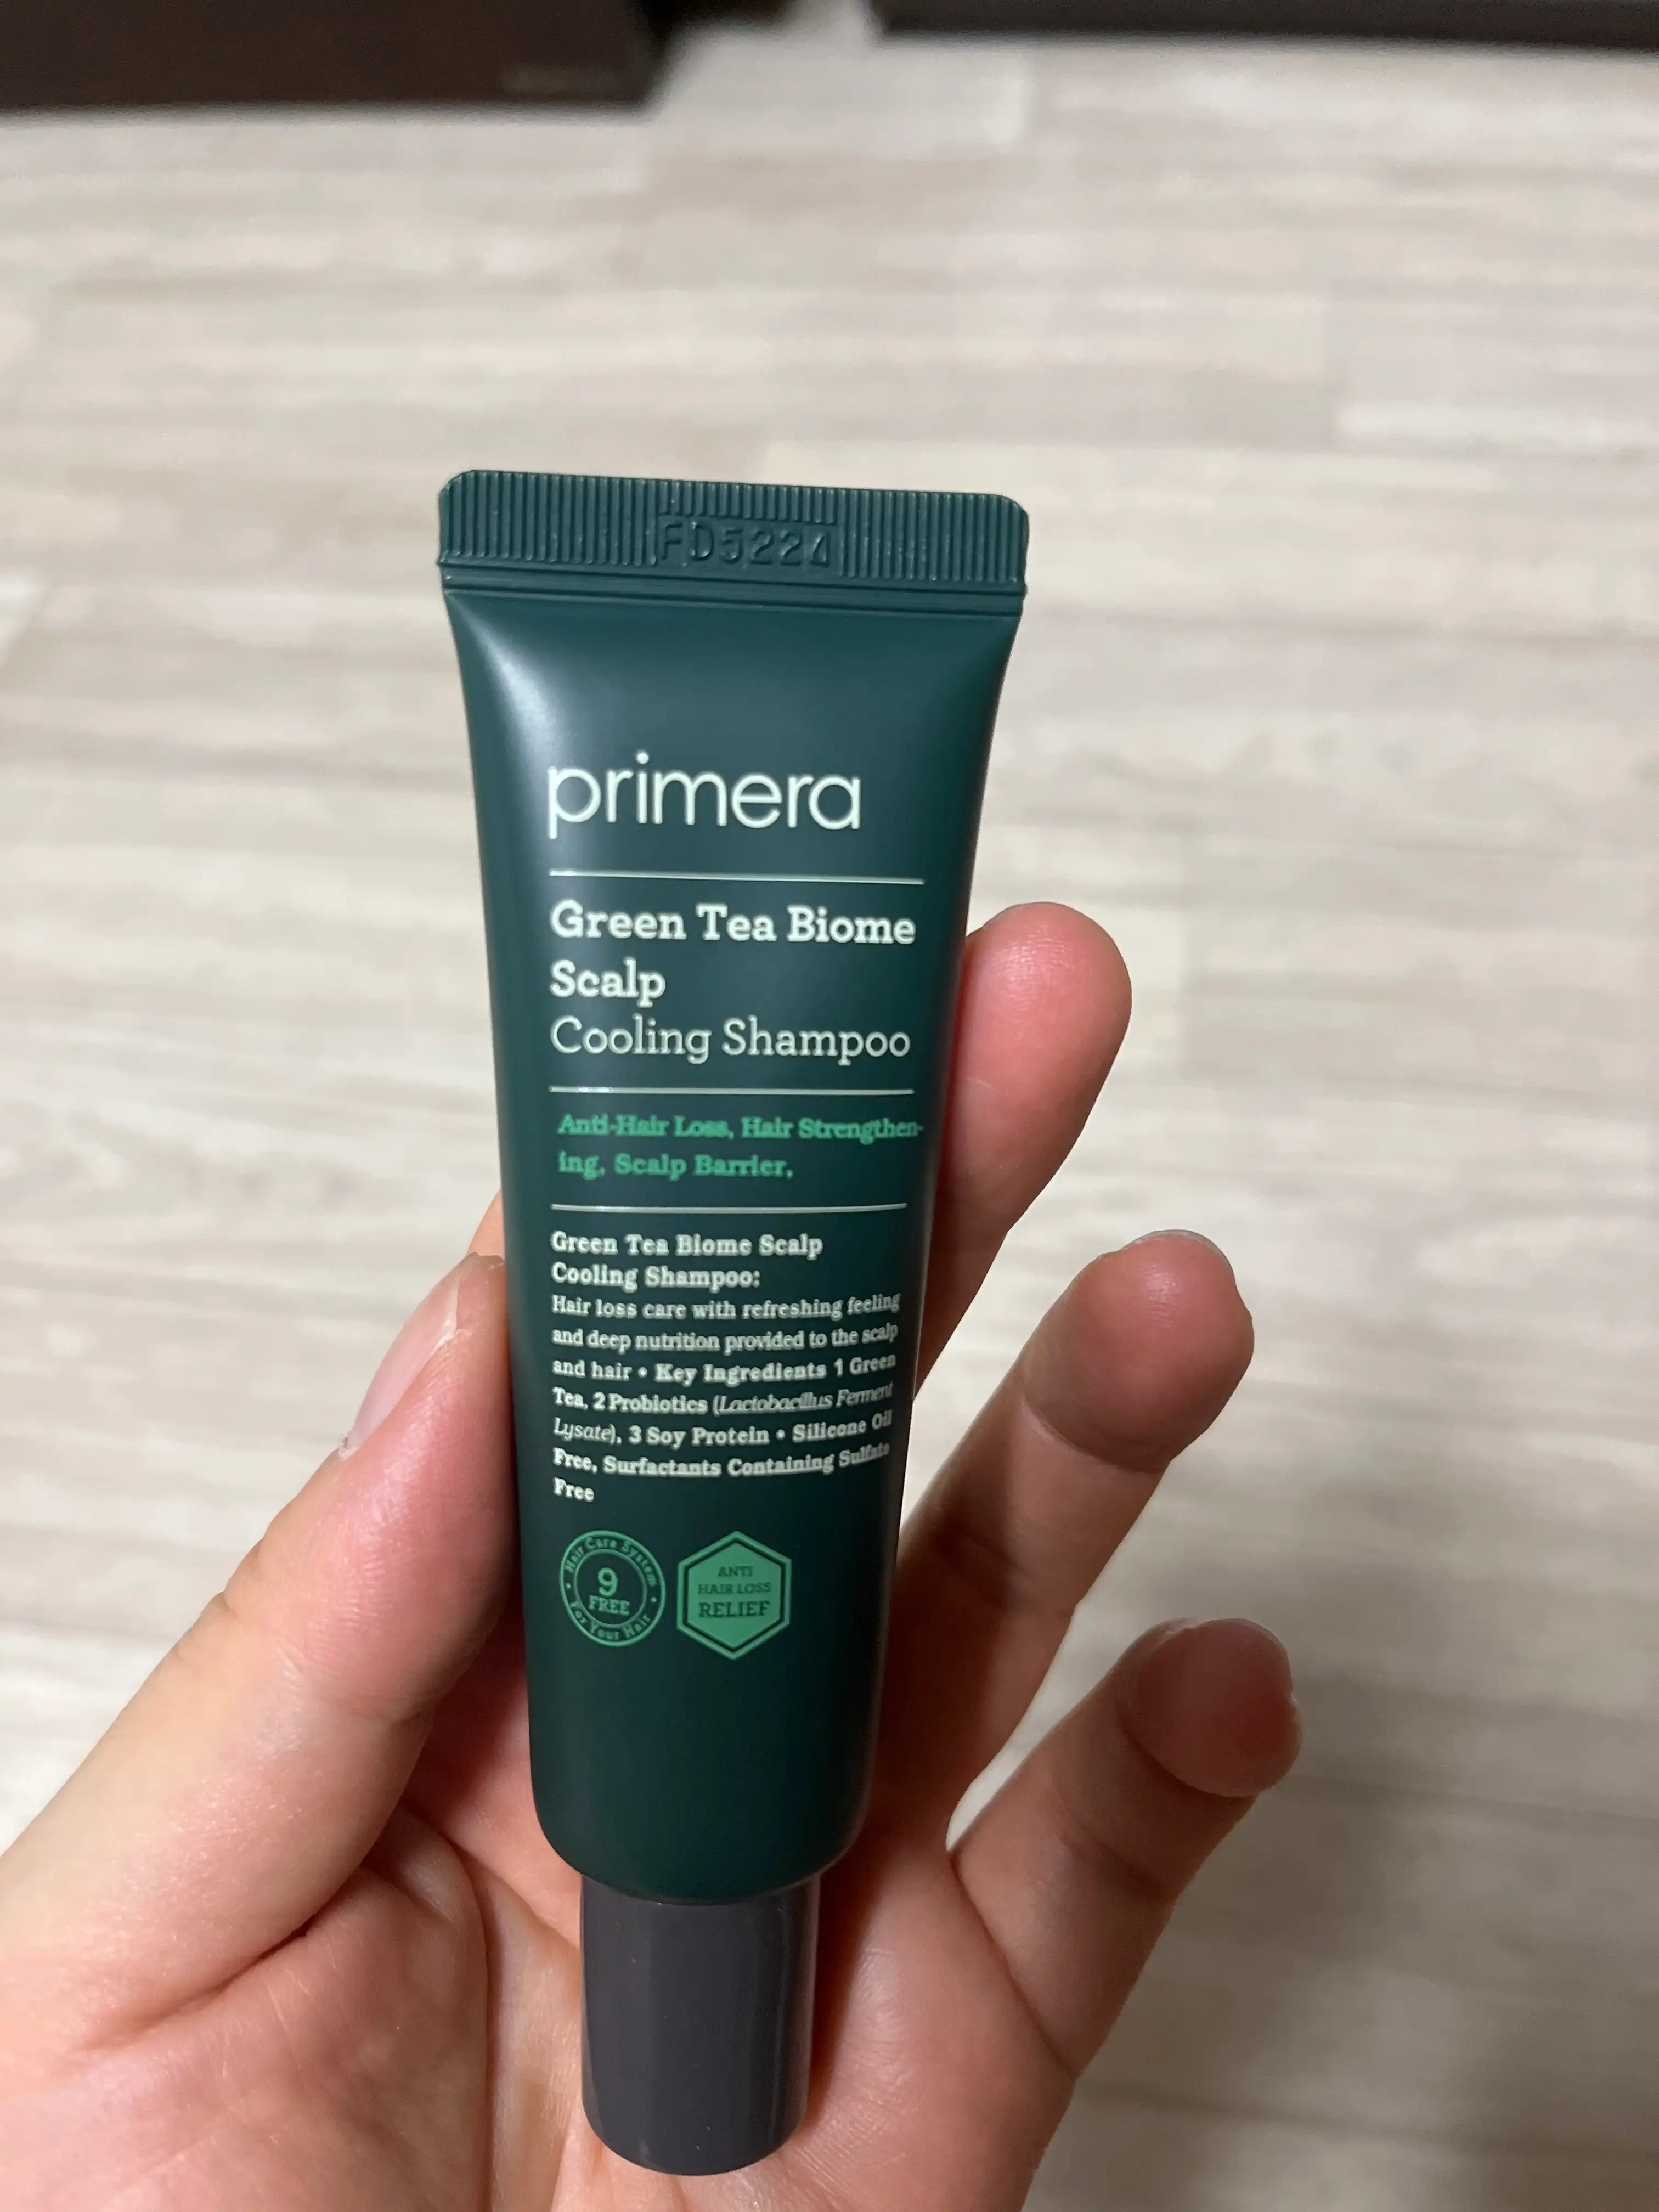 FD5224
primera
Green Tea Biome
Scalp
Cooling Shampoo
Anti-Hair Loss, Hair Strengthen-
ing, Scalp Barrier,
Green Tea Biome Scalp
Cooling Shampoo:
Hair loss care with refreshing feeling
and deep nutrition provided to the scalp
and hair • Key Ingredients 1 Green
Tea, 2 Probiotics (Lactobacillus Ferment
Lysate), 3 Soy Protein • Silicone Oil
Free, Surfactants Containing Sulfate
Free
Hair Care System
9
FREE
For Your Hair
ANTI
HAIR LOSS
RELIEF